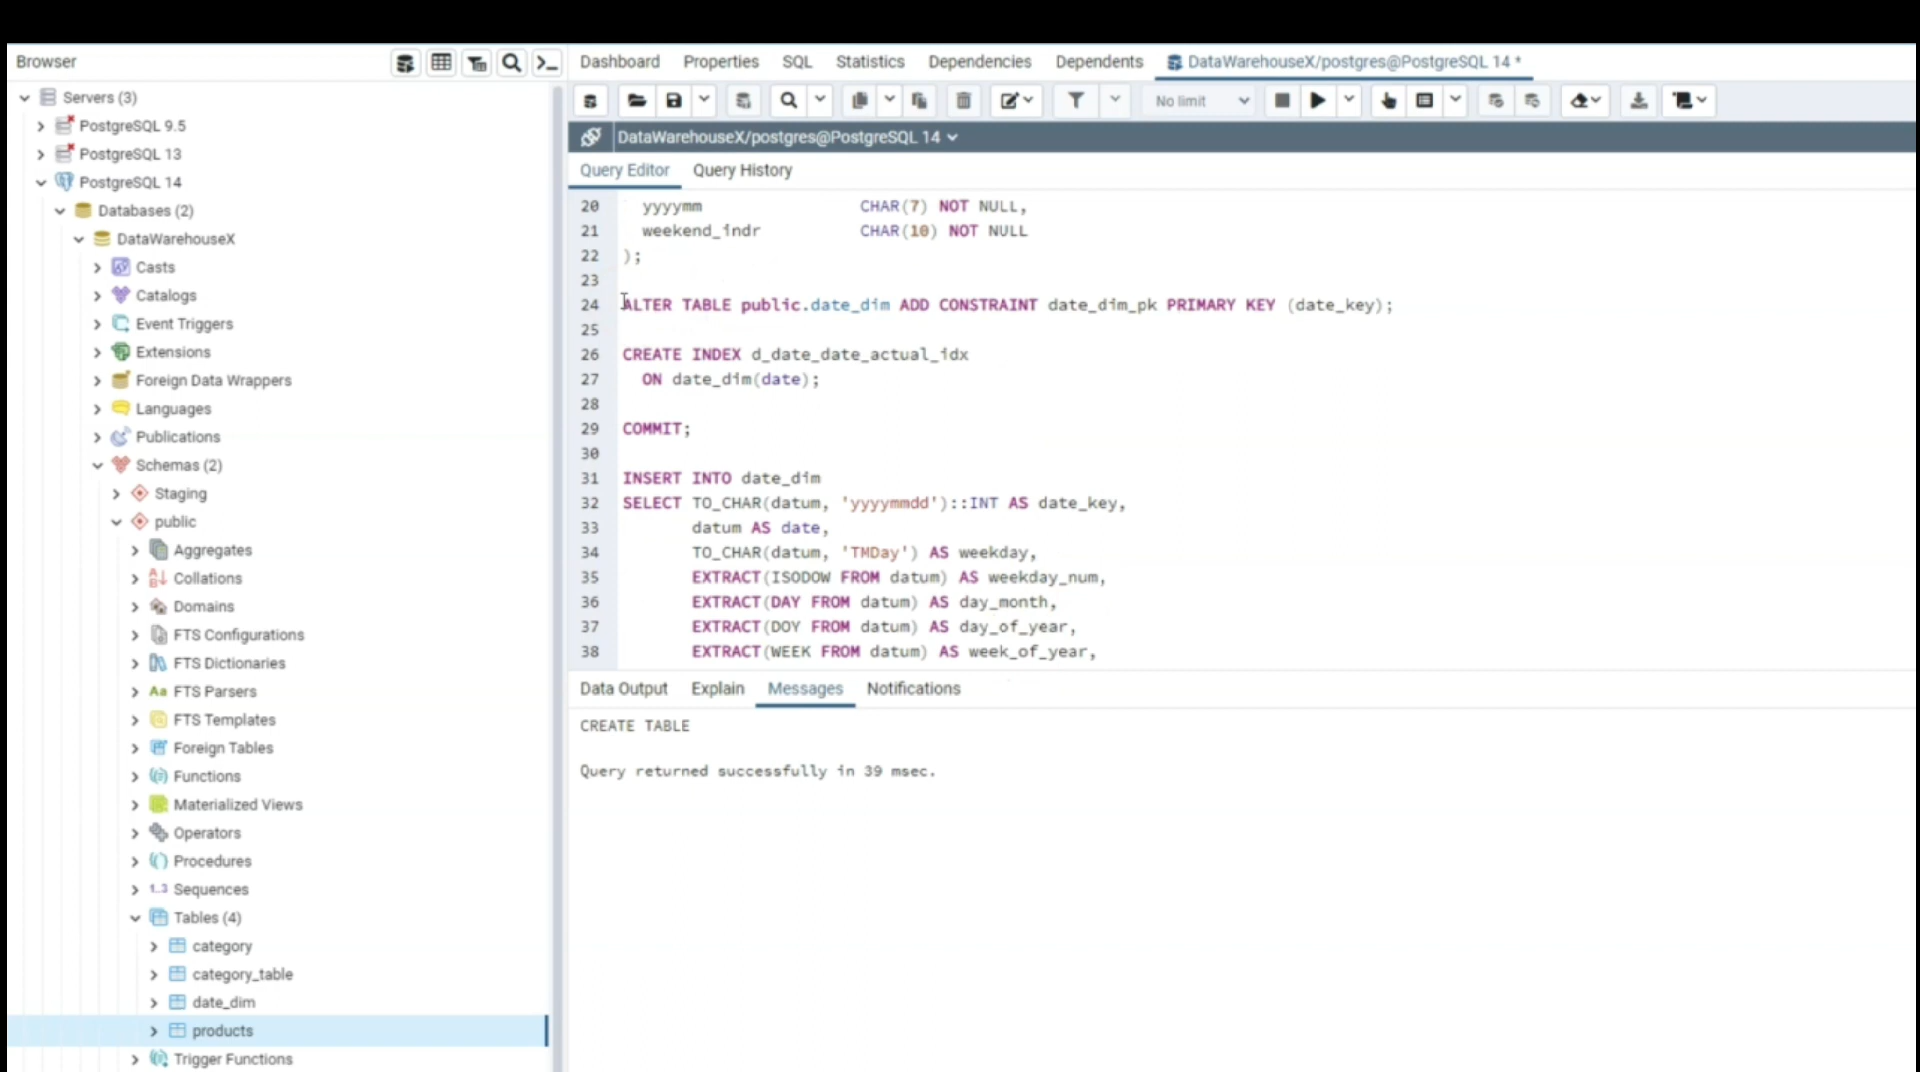 Browser
Servers (3)
PostgreSQL 9.5
PostgreSQL 13
PostgreSQL 14
Databases (2)
DataWarehouseX
Casts
Catalogs
Event Triggers
Extensions
Foreign Data Wrappers
Languages
Publications
Schemas (2)
Staging
public
Aggregates
Collations
Domains
FTS Configurations
FTS Dictionaries
Aa FTS Parsers
FTS Templates
Foreign Tables
Functions
Materialized Views
Operators
Procedures
1..3 Sequences
Tables (4)
category
category_table
date_dim
products
Trigger Functions
Dashboard Properties SQL Statistics Dependencies Dependents DataWarehouseX/postgres@PostgreSQL 14 *
No limit
DataWarehouseX/postgres@PostgreSQL 14
Query Editor Query History
20 yyyymm CHAR(7) NOT NULL,
21 weekend_indr CHAR(10) NOT NULL
22 );
23
24 ALTER TABLE public.date_dim ADD CONSTRAINT date_dim_pk PRIMARY KEY (date_key);
25
26 CREATE INDEX d_date_date_actual_idx
27 ON date_dim(date);
28
29 COMMIT;
30
31 INSERT INTO date_dim
32 SELECT TO_CHAR(datum, 'yyyymmdd')::INT AS date_key,
33 datum AS date,
34 TO_CHAR(datum, 'TMDay') AS weekday,
35 EXTRACT(ISODOW FROM datum) AS weekday_num,
36 EXTRACT(DAY FROM datum) AS day_month,
37 EXTRACT(DOY FROM datum) AS day_of_year,
38 EXTRACT(WEEK FROM datum) AS week_of_year,
Data Output Explain Messages Notifications
CREATE TABLE
Query returned successfully in 39 msec.